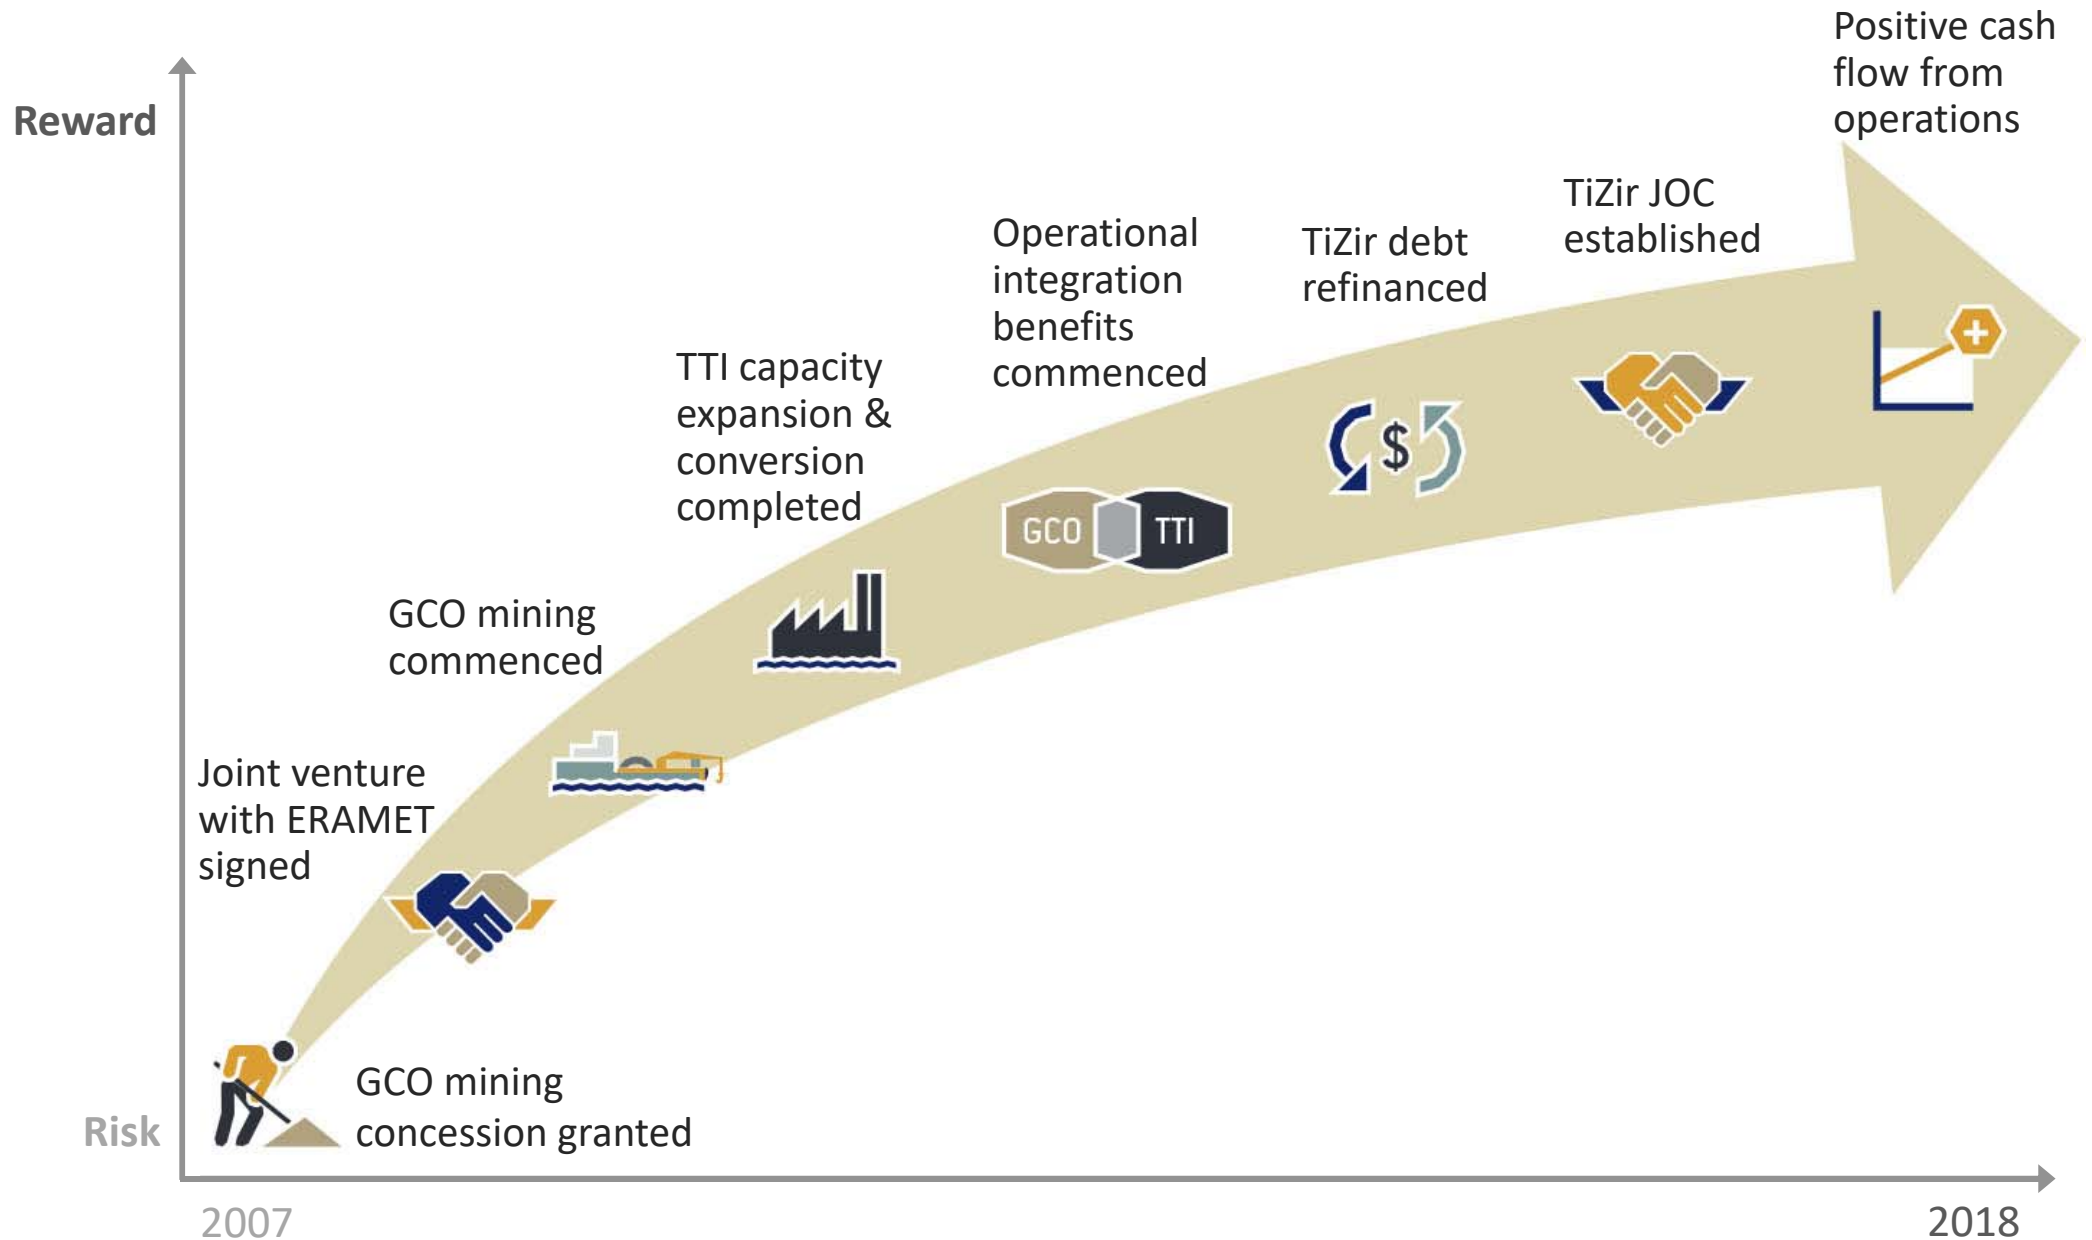 Positive cash
flow from
operations
Reward
TiZir JOC
established
Operational
integration
benefits
commenced
TiZir debt
refinanced
TTI capacity
expansion &
conversion
completed
$
GCO TTI
GCO mining
commenced
Joint venture
with ERAMET
signed
GCO mining
concession granted
Risk
2007
2018